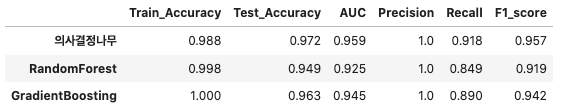 Train_Accuracy Test_Accuracy AUC Precision Recall F1_score
의사결정나무 0.988 0.972 0.959 1.0 0.918 0.957
RandomForest 0.998 0.949 0.925 1.0 0.849 0.919
GradientBoosting 1.000 0.963 0.945 1.0 0.890 0.942